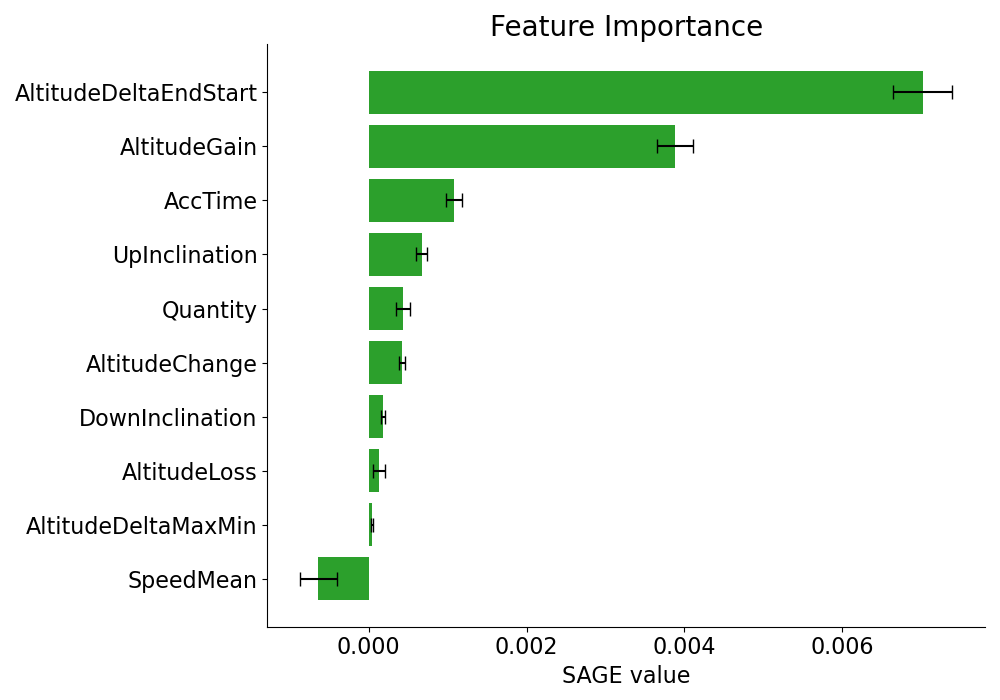 Feature Importance
AltitudeDeltaEndStart
AltitudeGain
AccTime
UpInclination
Quantity
AltitudeChange
DownInclination
AltitudeLoss
AltitudeDeltaMaxMin
SpeedMean
0.000 0.002 0.004 0.006
SAGE value